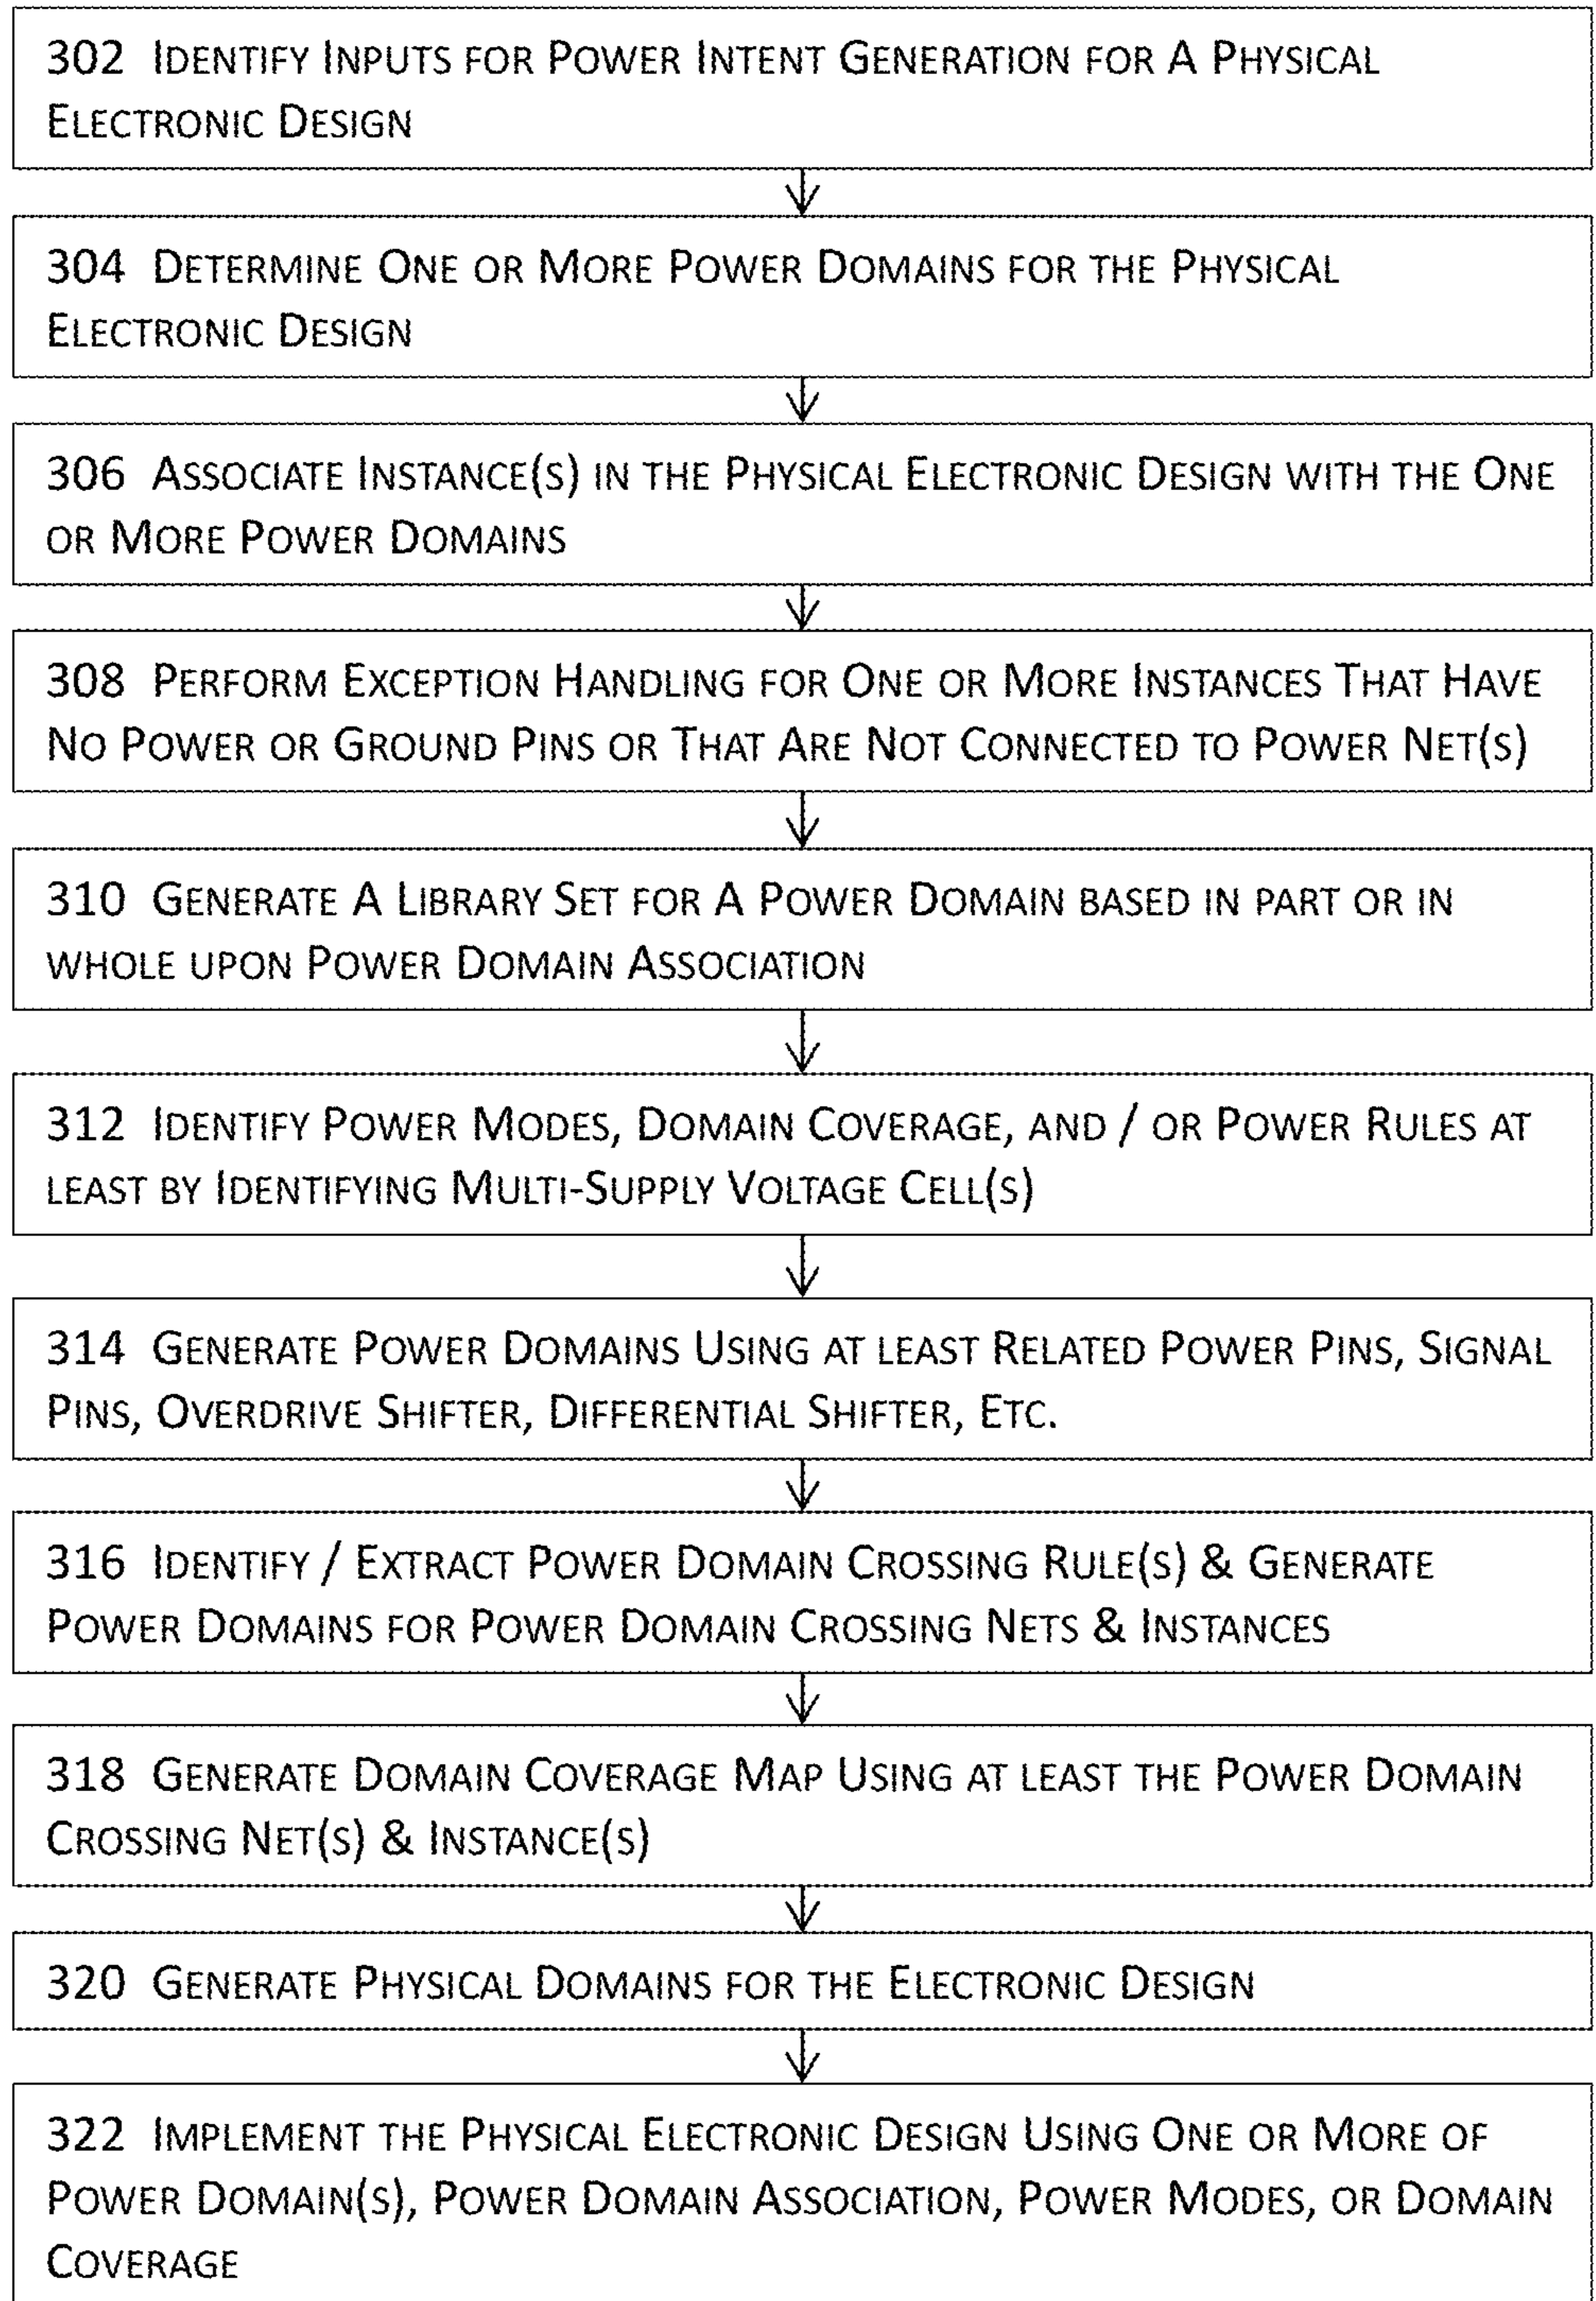 302 Identify Inputs for Power Intent Generation for A Physical
Electronic Design
304 Determine One or More Power Domains for the Physical
Electronic Design
306 Associate Instance(s) in the Physical Electronic Design with the One
or More Power Domains
308 Perform Exception Handling for One or More Instances That Have
No Power or Ground Pins or That Are Not Connected to Power Net(s)
310 Generate A Library Set for A Power Domain based in part or in
whole upon Power Domain Association
312 Identify Power Modes, Domain Coverage, and / or Power Rules at
least by Identifying Multi-Supply Voltage Cell(s)
314 Generate Power Domains Using at least Related Power Pins, Signal
Pins, Overdrive Shifter, Differential Shifter, Etc.
316 Identify / Extract Power Domain Crossing Rule(s) & Generate
Power Domains for Power Domain Crossing Nets & Instances
318 Generate Domain Coverage Map Using at least the Power Domain
Crossing Net(s) & Instance(s)
320 Generate Physical Domains for the Electronic Design
322 Implement the Physical Electronic Design Using One or More of
Power Domain(s), Power Domain Association, Power Modes, or Domain
Coverage